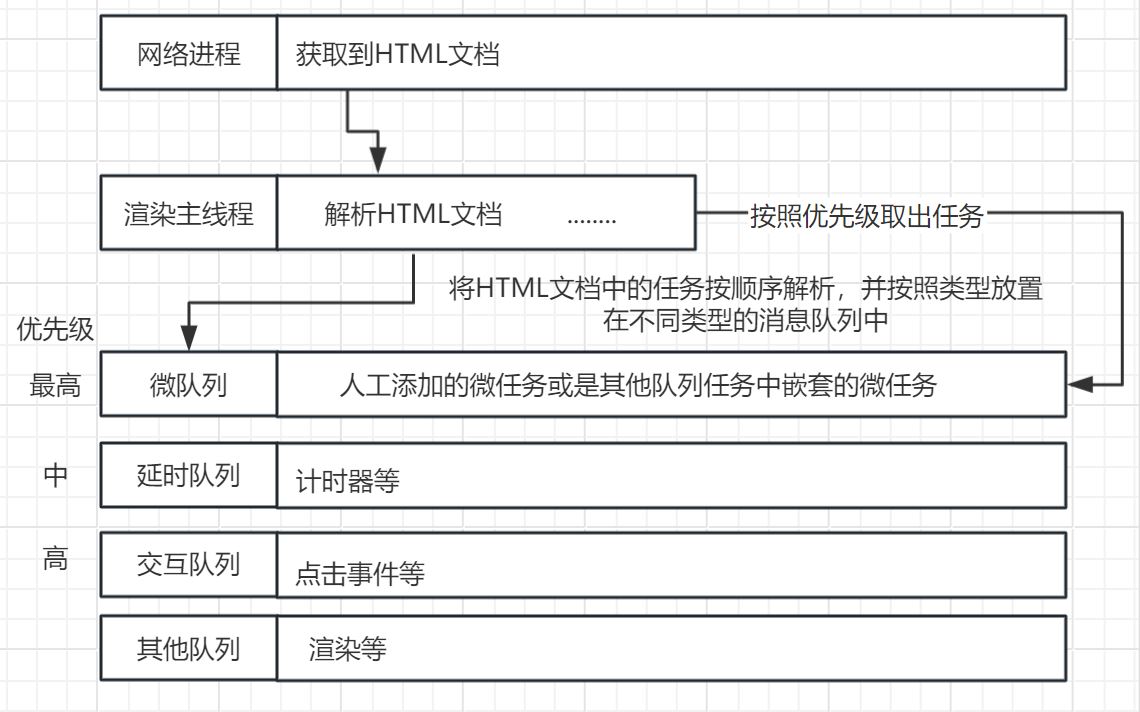 网络进程
获取到HTML文档
渲染主线程
解析HTML文档
........
按照优先级取出任务
将HTML文档中的任务按顺序解析，并按照类型放置
在不同类型的消息队列中
优先级
最高
微队列
人工添加的微任务或是其他队列任务中嵌套的微任务
中
延时队列
计时器等
高
交互队列
点击事件等
其他队列
渲染等